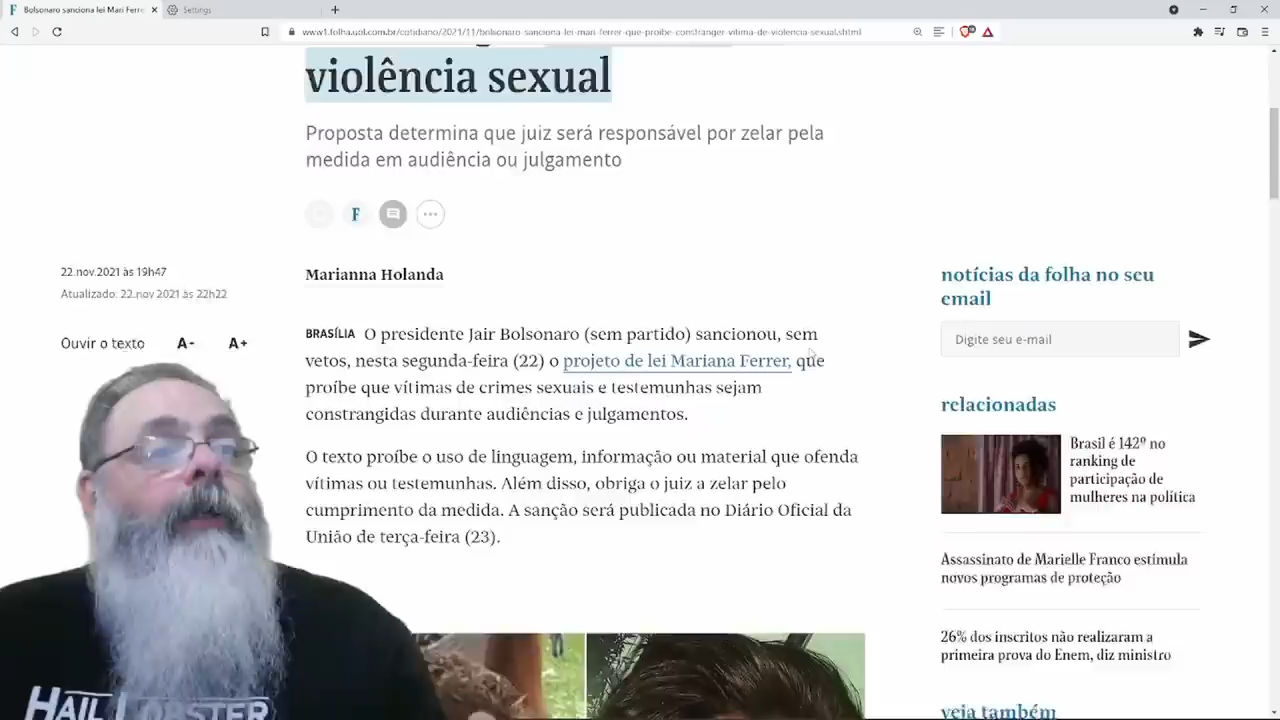 Bolsonaro sanciona lei Mari Ferrer
Settings
www1.folha.uol.com.br/cotidiano/2021/11/bolsonaro-sanciona-lei-mari-ferrer-que-proibe-constranger-vitima-de-violencia-sexual.shtml
violência sexual
Proposta determina que juiz será responsável por zelar pela
medida em audiência ou julgamento
F
22.nov.2021 às 19h47
Atualizado: 22.nov 2021 às 22h22
Ouvir o texto A- A+
Marianna Holanda
BRASÍLIA O presidente Jair Bolsonaro (sem partido) sancionou, sem
vetos, nesta segunda-feira (22) o projeto de lei Mariana Ferrer, que
proíbe que vítimas de crimes sexuais e testemunhas sejam
constrangidas durante audiências e julgamentos.
O texto proíbe o uso de linguagem, informação ou material que ofenda
vítimas ou testemunhas. Além disso, obriga o juiz a zelar pelo
cumprimento da medida. A sanção será publicada no Diário Oficial da
União de terça-feira (23).
notícias da folha no seu
email
Digite seu e-mail
relacionadas
Brasil é 142º no
ranking de
participação de
mulheres na política
Assassinato de Marielle Franco estimula
novos programas de proteção
26% dos inscritos não realizaram a
primeira prova do Enem, diz ministro
veja também
HAIL LOBSTER